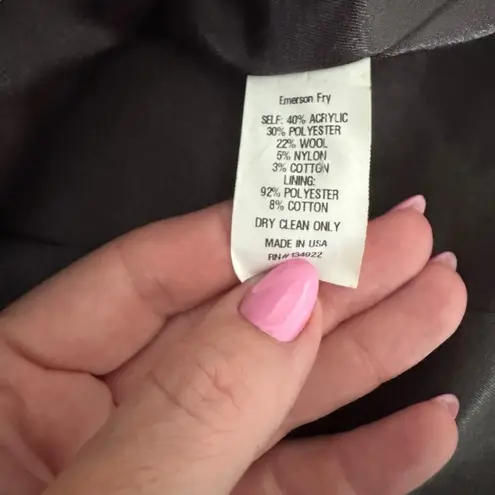 Emerson Fry
SELF: 40% ACRYLIC
30% POLYESTER
22% WOOL
5% NYLON
3% COTTON
LINING:
92% POLYESTER
8% COTTON
DRY CLEAN ONLY
MADE IN USA
RN# 134922